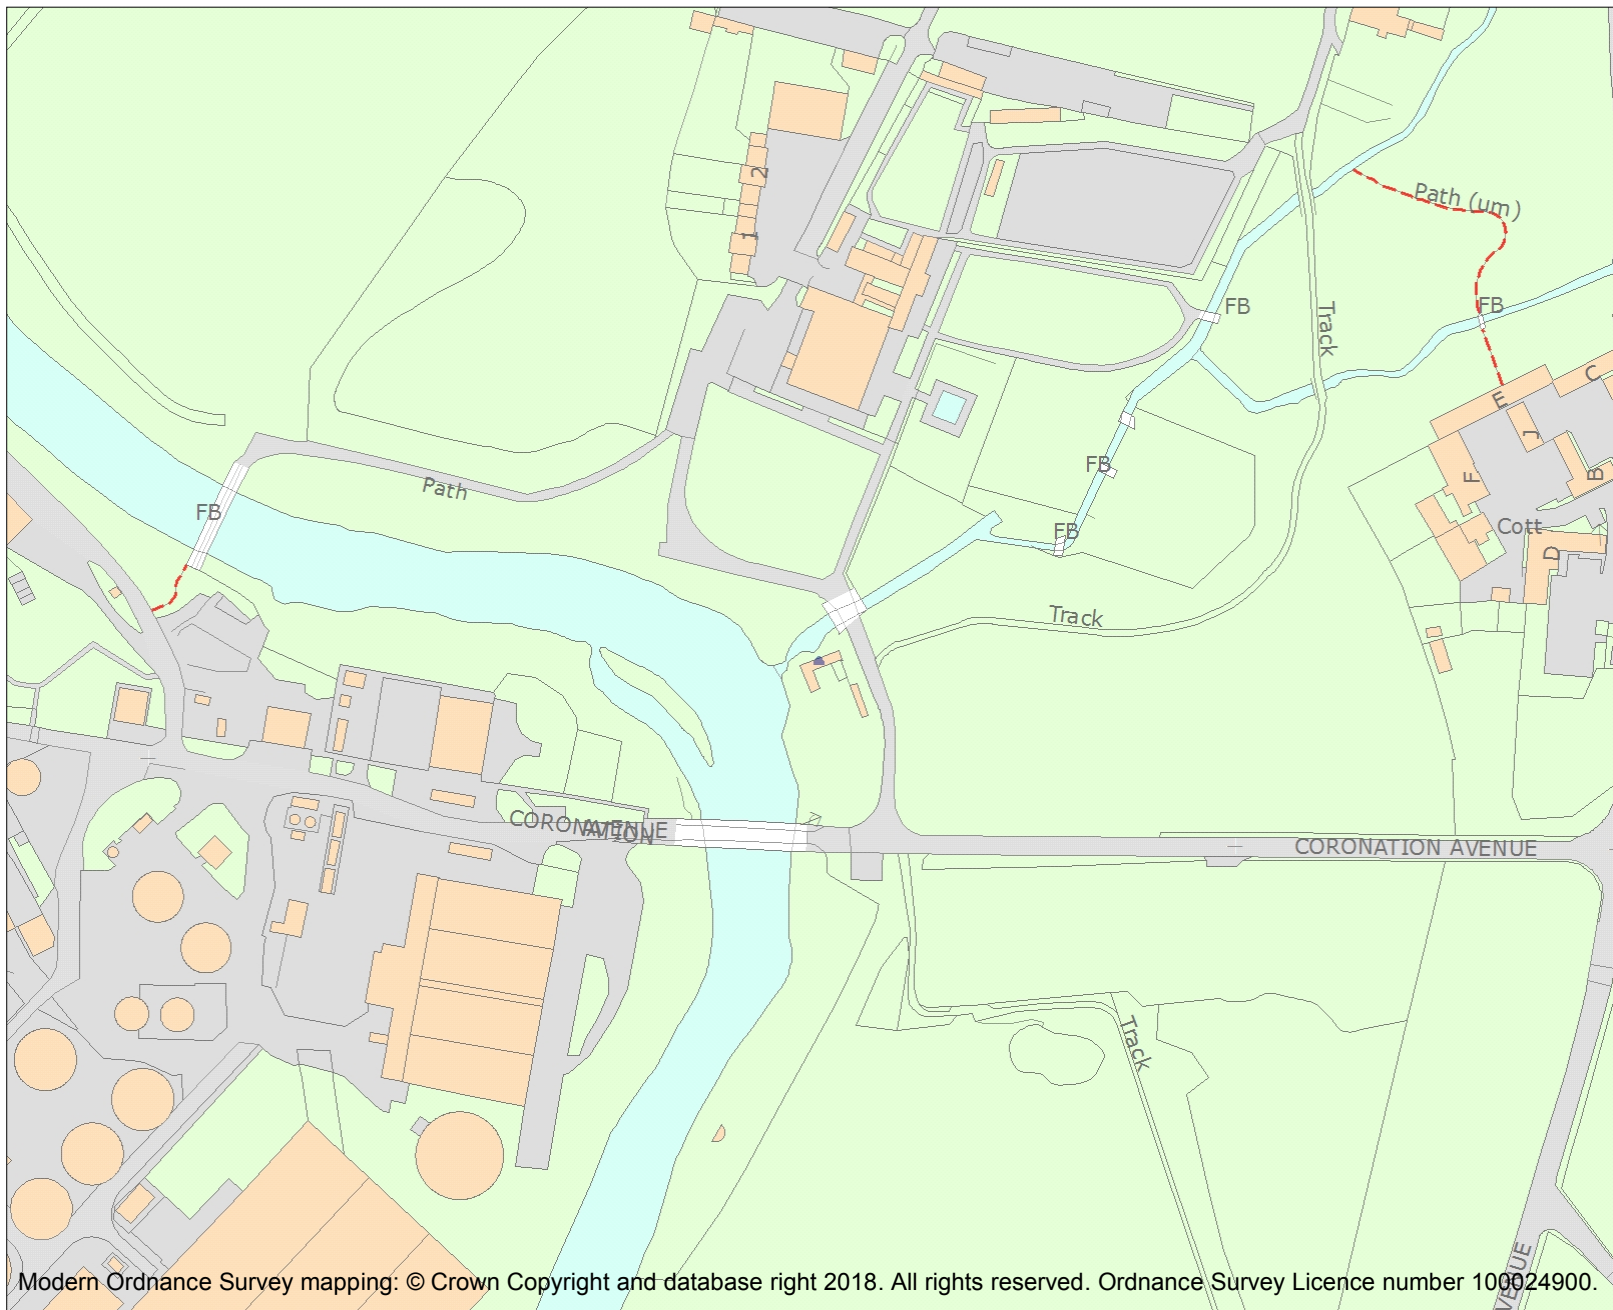 2
1
Path (um)
FB
FB
Track
C
E
J
F
B
Path
FB
FB
FB
Cott
D
Track
CORONATION
AVENUE
CORONATION AVENUE
Track
Modern Ordnance Survey mapping: © Crown Copyright and database right 2018. All rights reserved. Ordnance Survey Licence number 100024900.